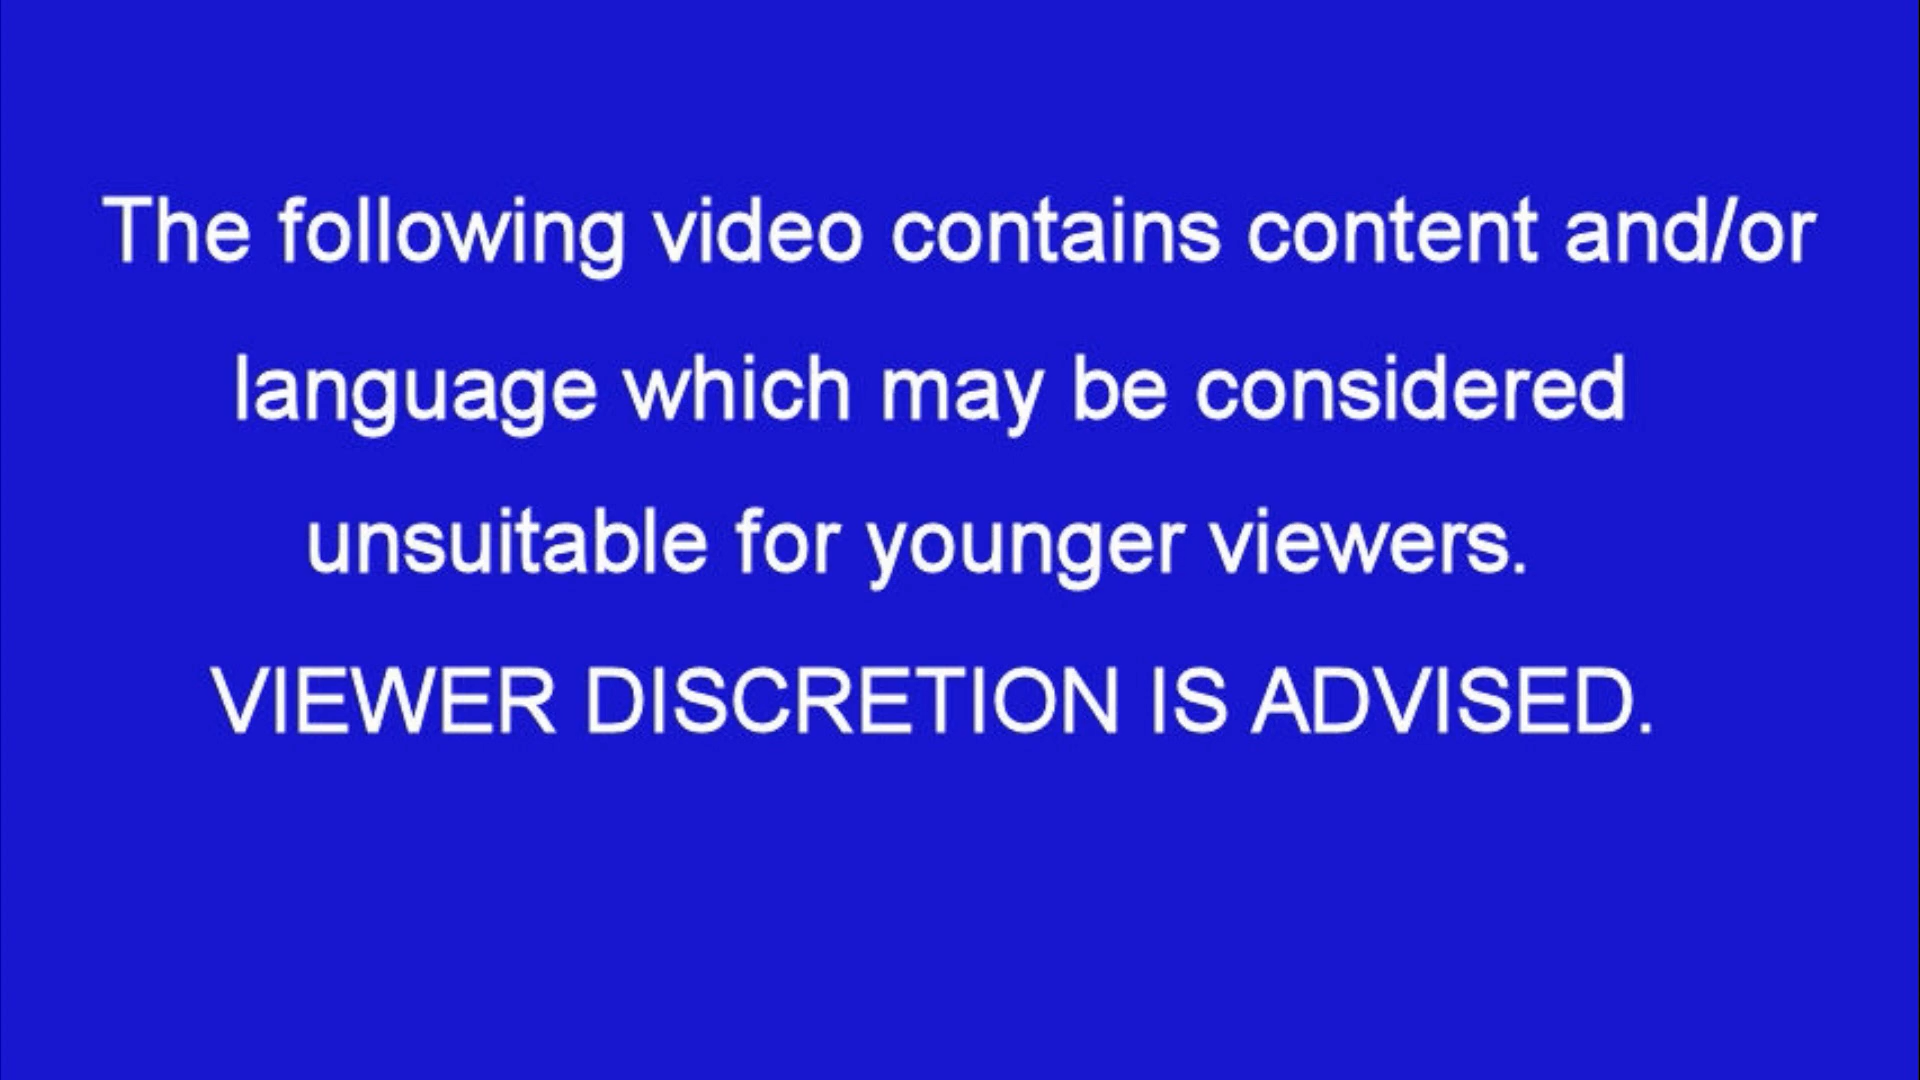 The following video contains content and/or
language which may be considered
unsuitable for younger viewers.
VIEWER DISCRETION IS ADVISED.